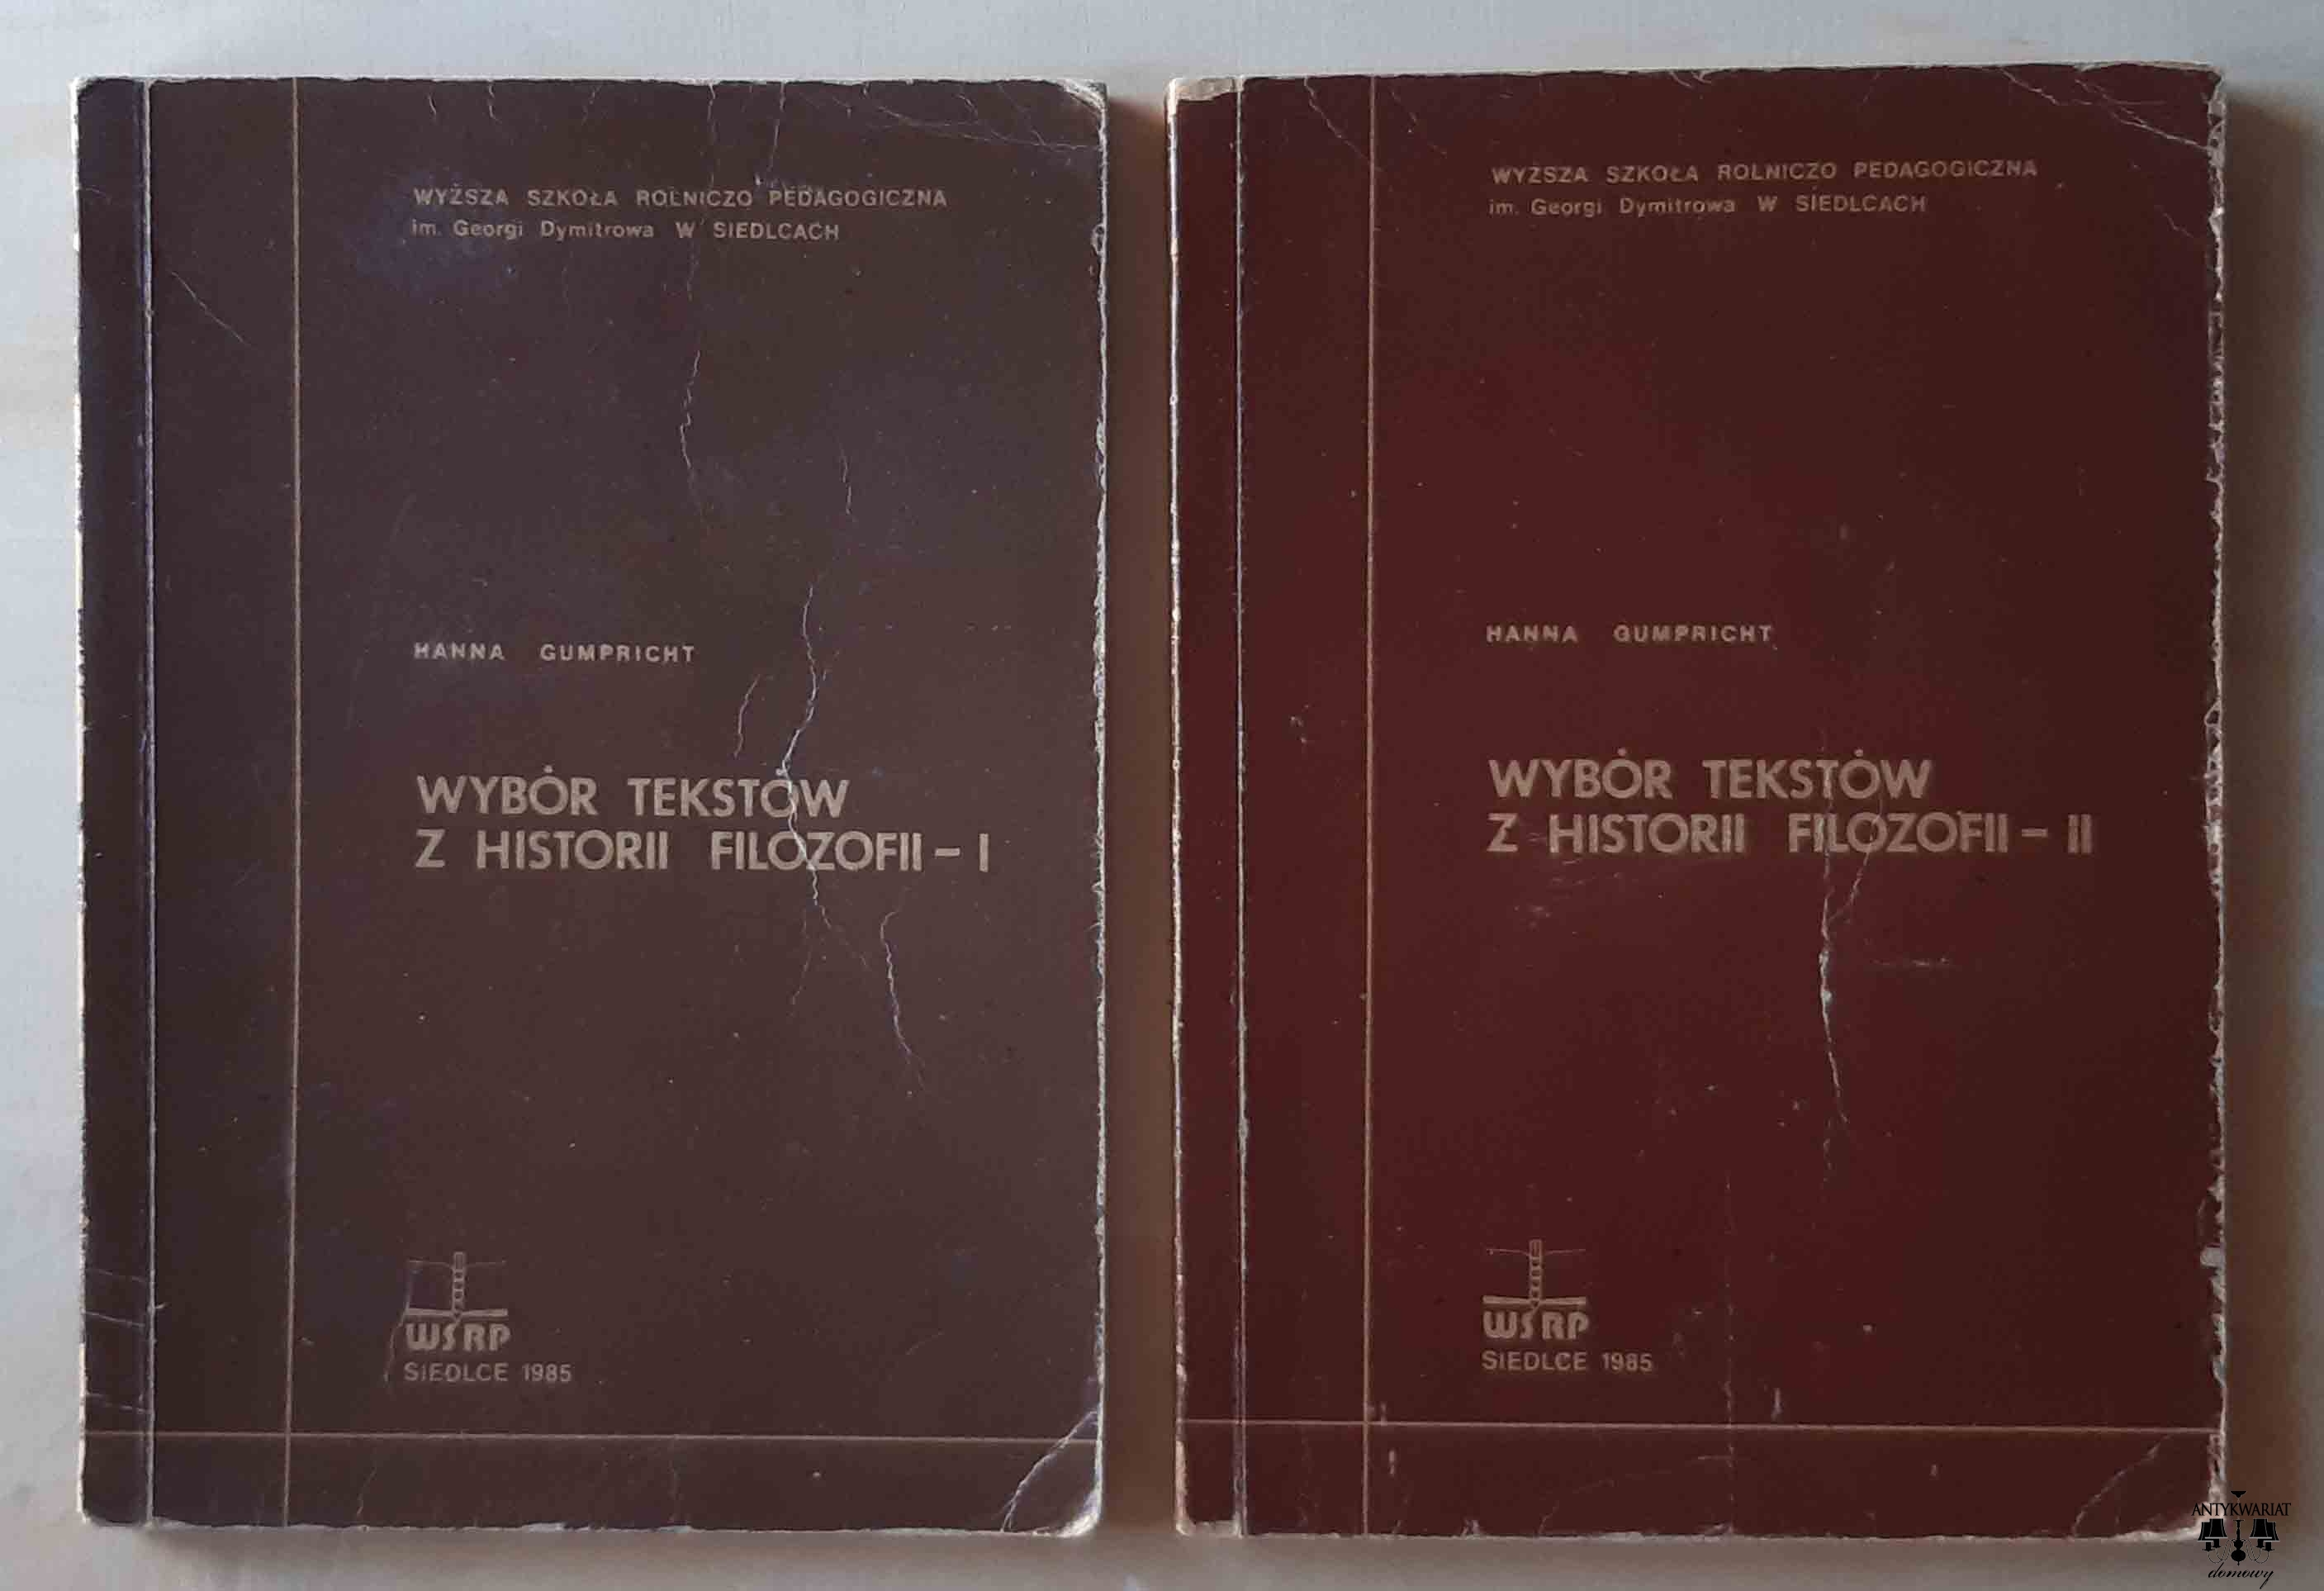 WYŻSZA SZKOŁA ROLNICZO PEDAGOGICZNA
im. Georgi Dymitrowa W SIEDLCACH
HANNA GUMPRICHT
WYBÓR TEKSTÓW
Z HISTORII FILOZOFII – I
WSRP
SIEDLCE 1985
WYŻSZA SZKOŁA ROLNICZO PEDAGOGICZNA
im. Georgi Dymitrowa W SIEDLCACH
HANNA GUMPRICHT
WYBÓR TEKSTÓW
Z HISTORII FILOZOFII – II
WSRP
SIEDLCE 1985
ANTYKWARIAT
domowy